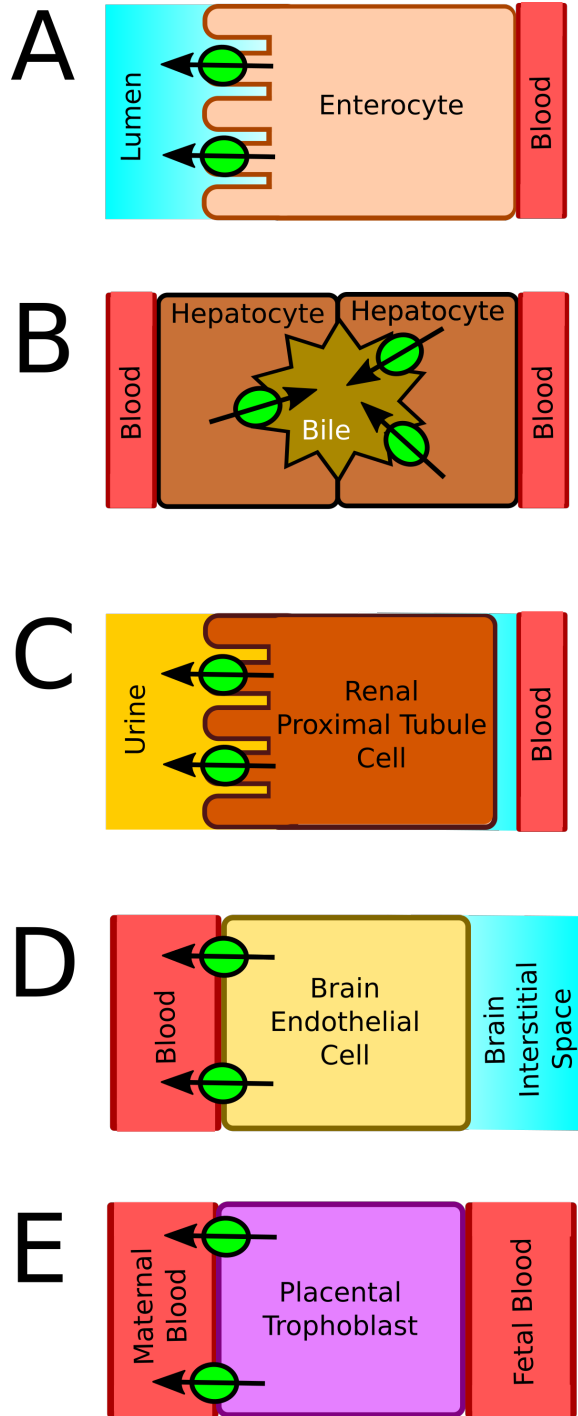 A
Lumen
Enterocyte
Blood
B
Blood
Hepatocyte
Hepatocyte
Bile
Blood
C
Urine
Renal
Proximal Tubule
Cell
Blood
D
Blood
Brain
Endothelial
Cell
Brain
Interstitial
Space
E
Maternal
Blood
Placental
Trophoblast
Fetal Blood